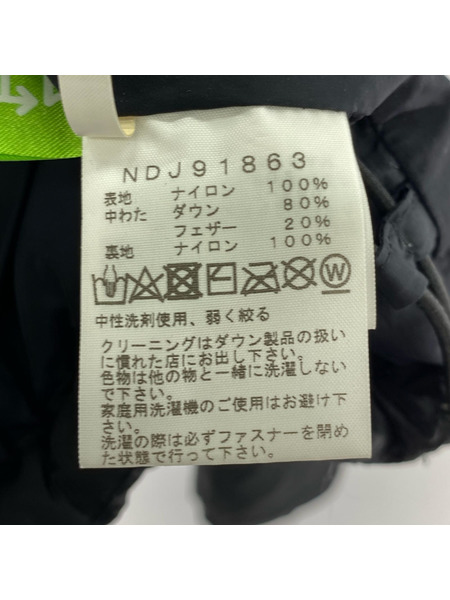 NDJ91863
表地 ナイロン 100%
中わた ダウン 80%
フェザー 20%
裏地 ナイロン 100%
W
中性洗剤使用、弱く絞る
クリーニングはダウン製品の扱い
に慣れた店にお出し下さい。
色物は他の物と一緒に洗濯しない
で下さい。
家庭用洗濯機のご使用はお避け下
さい。
洗濯の際は必ずファスナーを閉め
た状態で行って下さい。